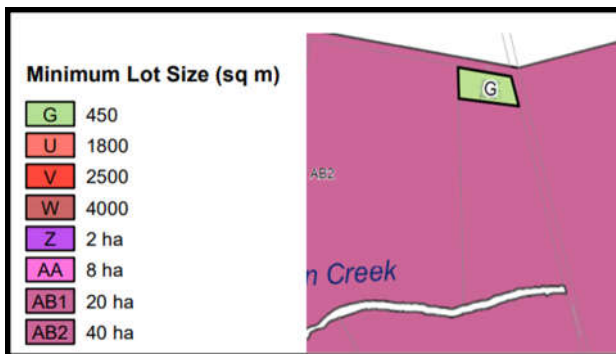 Minimum Lot Size (sq m)
G 450
U 1800
V 2500
W 4000
Z 2 ha
AA 8 ha
AB1 20 ha
AB2 40 ha
G
AB2
n Creek